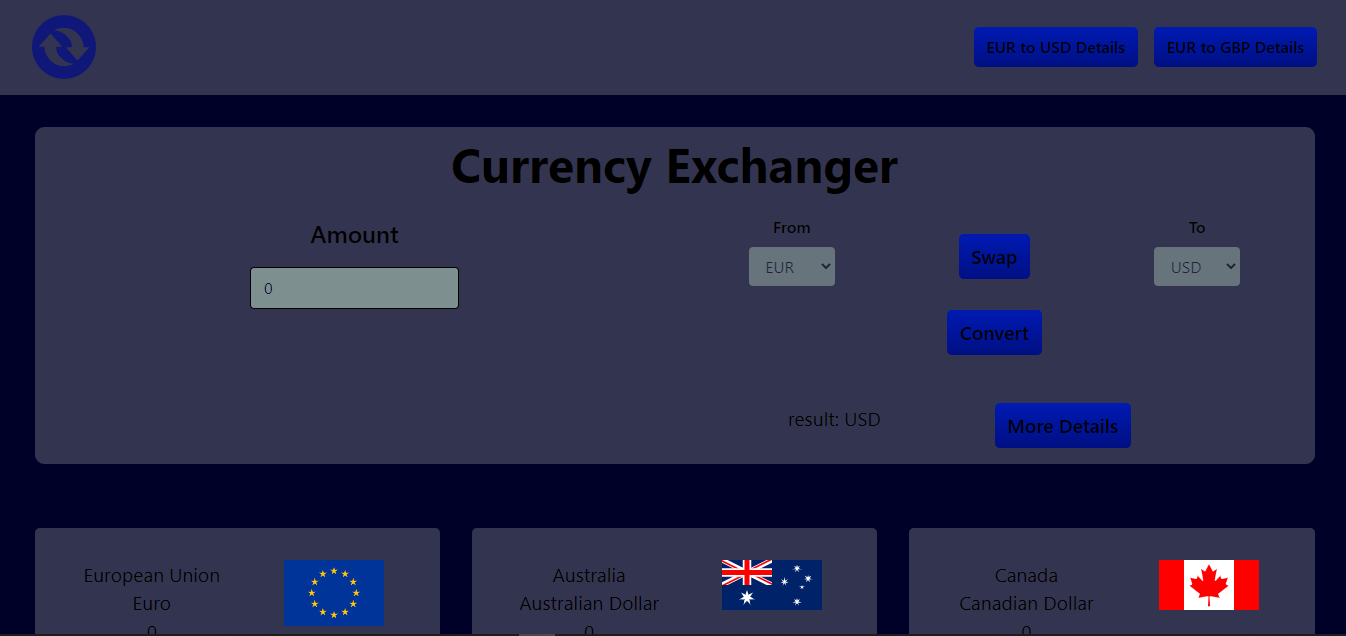 EUR to USD Details
EUR to GBP Details
Currency Exchanger
Amount
0
From
EUR
Swap
To
USD
Convert
result: USD
More Details
European Union
Euro
0
Australia
Australian Dollar
0
Canada
Canadian Dollar
0